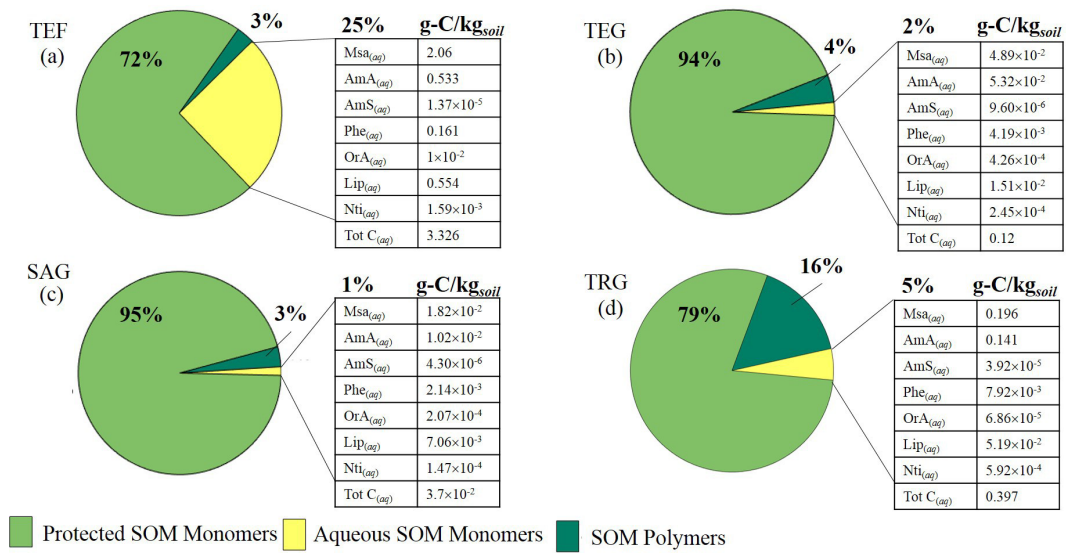 TEF
(a)
72%
3%
25% g-C/kg_soil
Msa(aq) 2.06
AmA(aq) 0.533
AmS(aq) 1.37×10⁻⁵
Phe(aq) 0.161
OrA(aq) 1×10⁻²
Lip(aq) 0.554
Nti(aq) 1.59×10⁻³
Tot C(aq) 3.326
TEG
(b)
94%
4%
2% g-C/kg_soil
Msa(aq) 4.89×10⁻²
AmA(aq) 5.32×10⁻²
AmS(aq) 9.60×10⁻⁶
Phe(aq) 4.19×10⁻³
OrA(aq) 4.26×10⁻⁴
Lip(aq) 1.51×10⁻²
Nti(aq) 2.45×10⁻⁴
Tot C(aq) 0.12
SAG
(c)
95%
3%
1% g-C/kg_soil
Msa(aq) 1.82×10⁻²
AmA(aq) 1.02×10⁻²
AmS(aq) 4.30×10⁻⁶
Phe(aq) 2.14×10⁻³
OrA(aq) 2.07×10⁻⁴
Lip(aq) 7.06×10⁻³
Nti(aq) 1.47×10⁻⁴
Tot C(aq) 3.7×10⁻²
TRG
(d)
79%
16%
5% g-C/kg_soil
Msa(aq) 0.196
AmA(aq) 0.141
AmS(aq) 3.92×10⁻⁵
Phe(aq) 7.92×10⁻³
OrA(aq) 6.86×10⁻⁵
Lip(aq) 5.19×10⁻²
Nti(aq) 5.92×10⁻⁴
Tot C(aq) 0.397
Protected SOM Monomers Aqueous SOM Monomers SOM Polymers